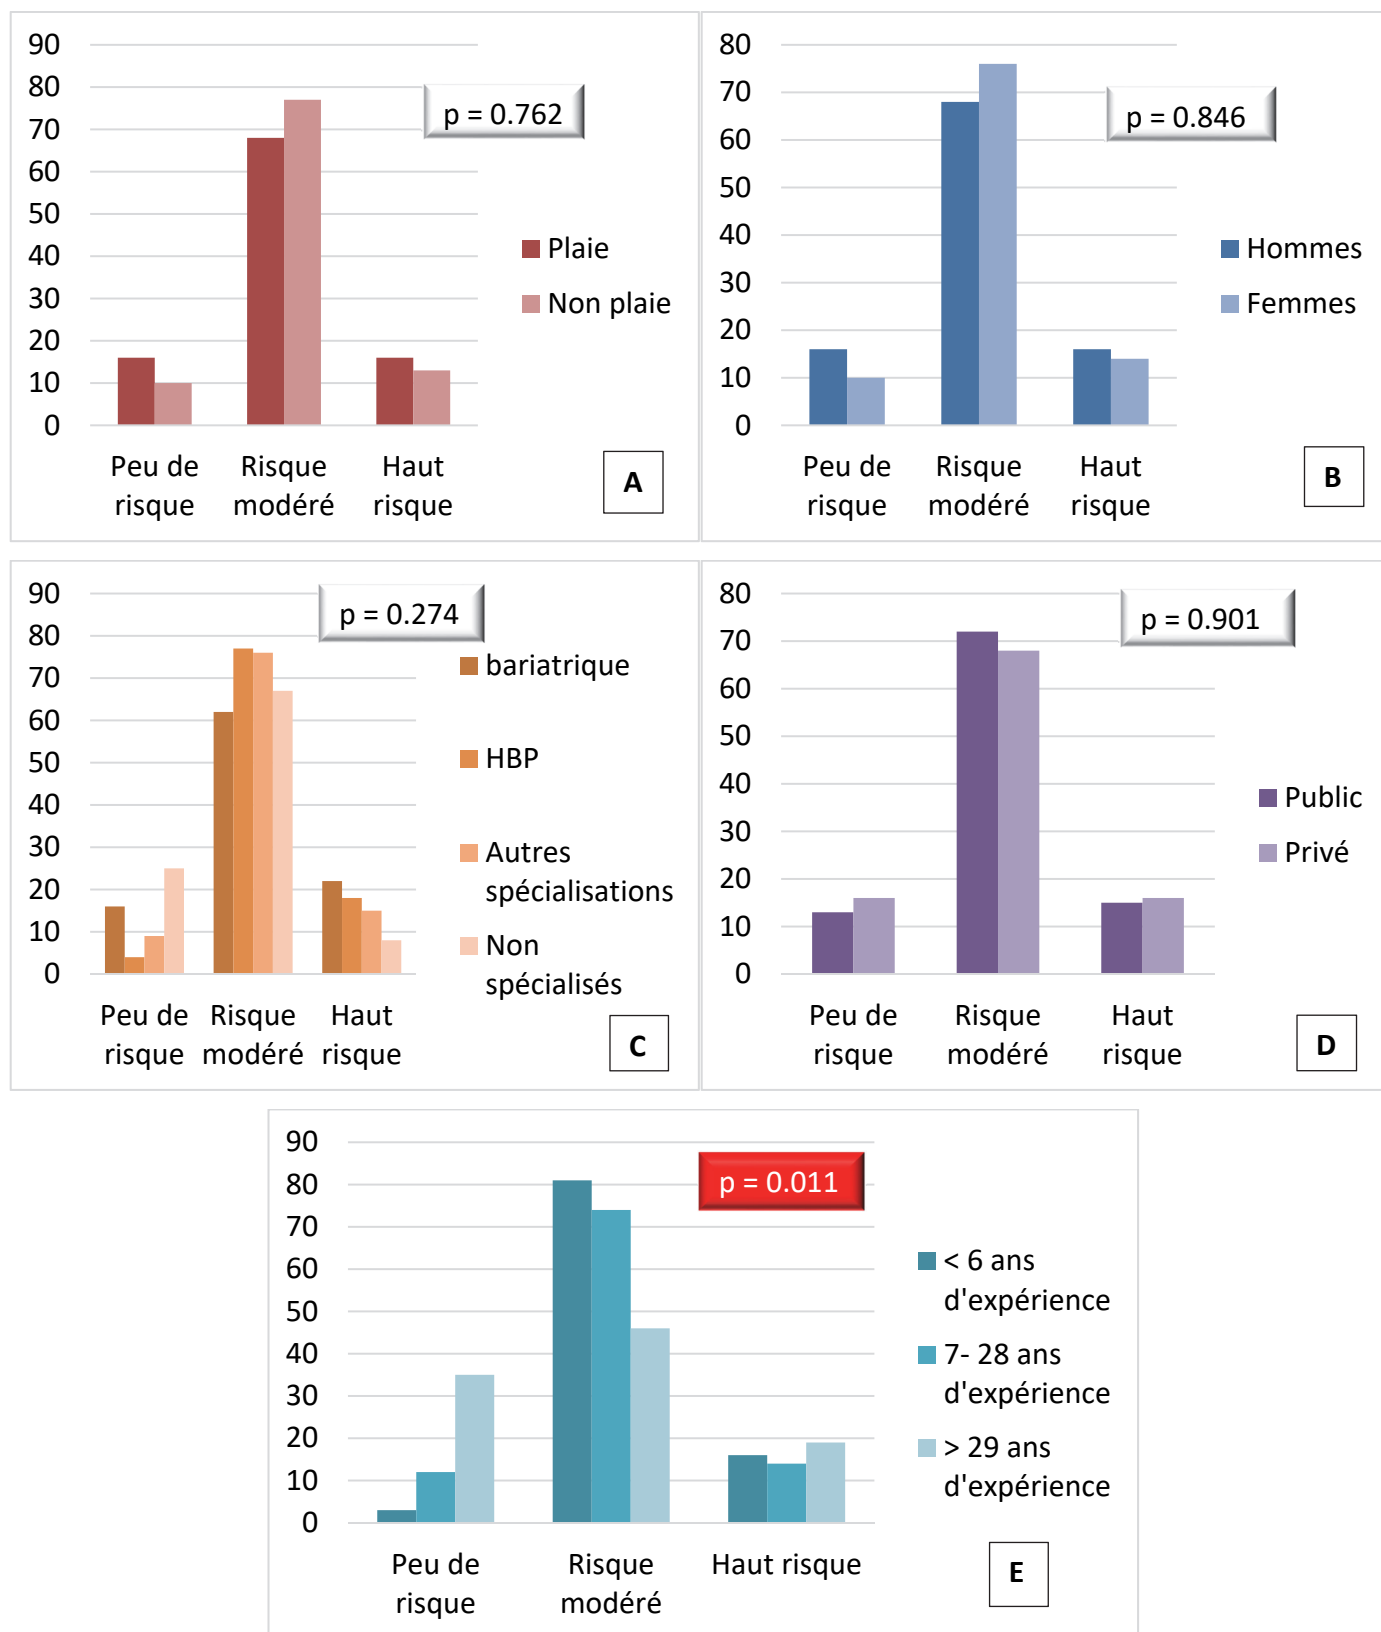 90
80
70
60
50
40
30
20
10
0
p = 0.762
Plaie
Non plaie
Peu de
risque
Risque
modéré
Haut
risque
A
80
70
60
50
40
30
20
10
0
p = 0.846
Hommes
Femmes
Peu de
risque
Risque
modéré
Haut
risque
B
90
80
70
60
50
40
30
20
10
0
p = 0.274
bariatrique
HBP
Autres
spécialisations
Non
spécialisés
Peu de
risque
Risque
modéré
Haut
risque
C
80
70
60
50
40
30
20
10
0
p = 0.901
Public
Privé
Peu de
risque
Risque
modéré
Haut
risque
D
90
80
70
60
50
40
30
20
10
0
p = 0.011
< 6 ans
d'expérience
7- 28 ans
d'expérience
> 29 ans
d'expérience
Peu de
risque
Risque
modéré
Haut risque
E